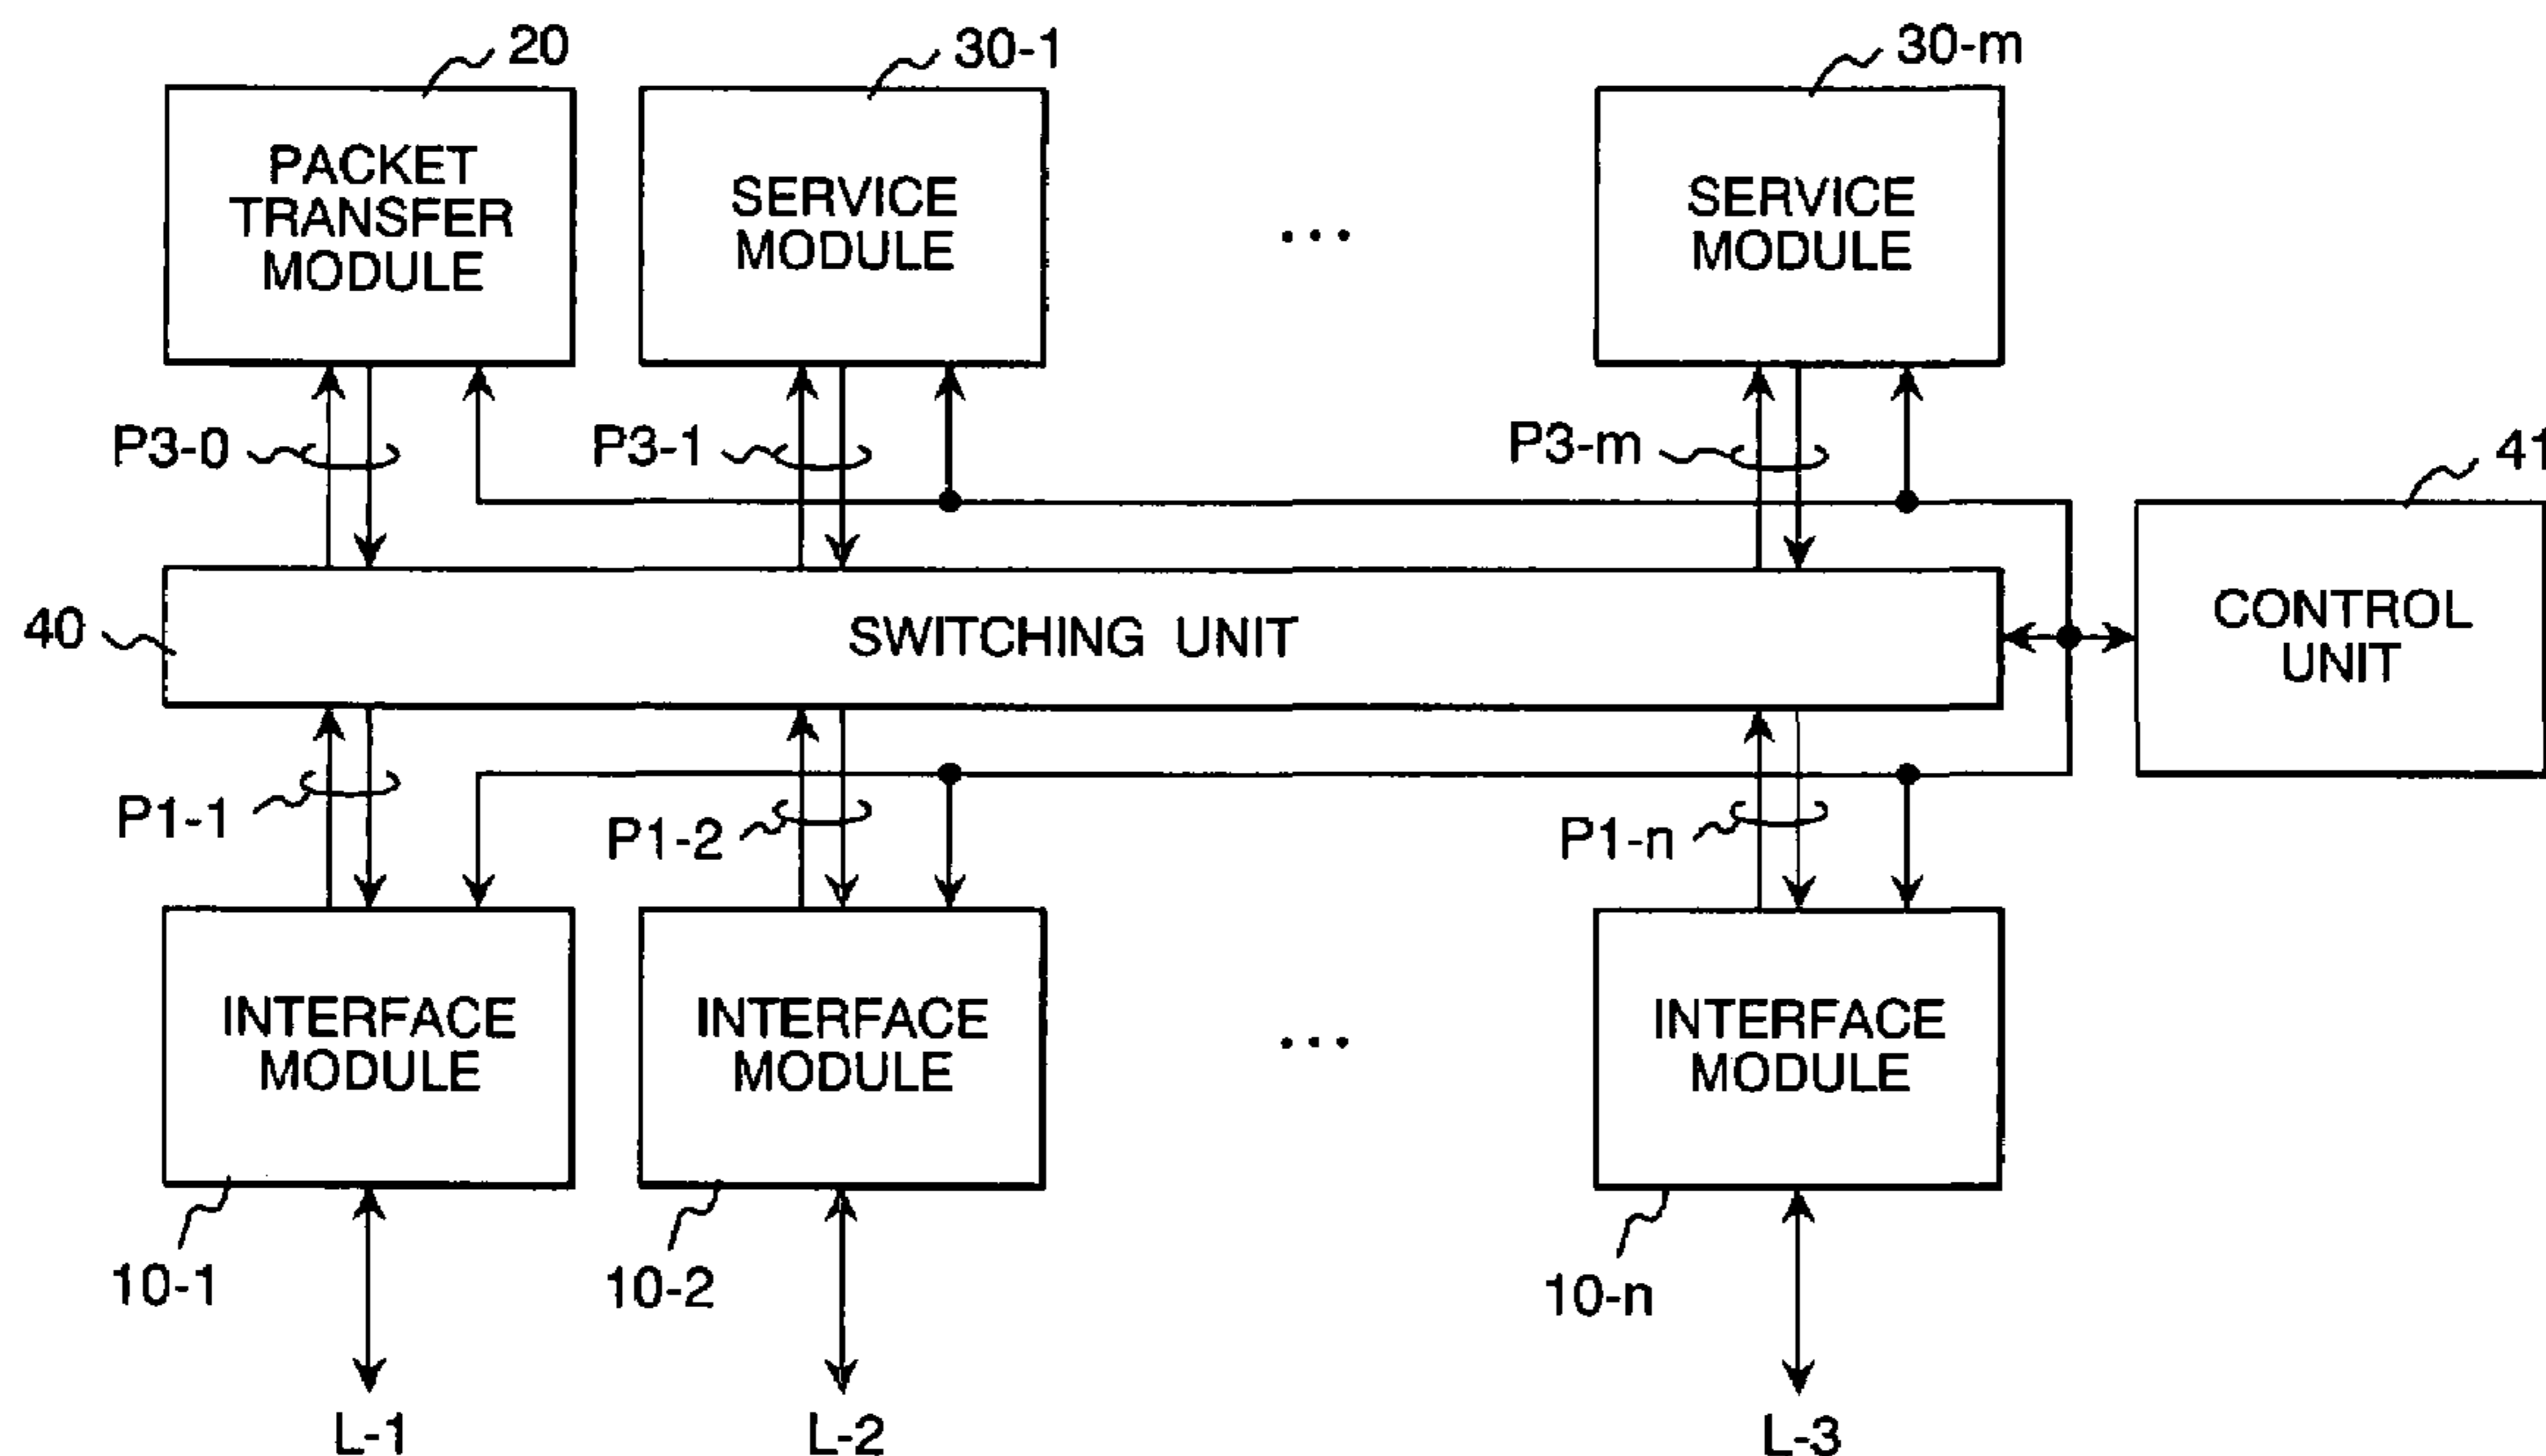 20
30-1
30-m
PACKET
TRANSFER
MODULE
SERVICE
MODULE
...
SERVICE
MODULE
P3-0
P3-1
P3-m
41
40
SWITCHING UNIT
CONTROL
UNIT
P1-1
P1-2
P1-n
INTERFACE
MODULE
INTERFACE
MODULE
...
INTERFACE
MODULE
10-1
10-2
10-n
L-1
L-2
L-3